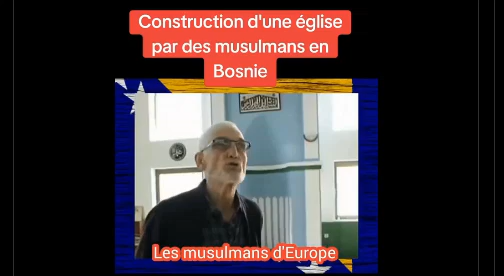 Construction d'une église
par des musulmans en
Bosnie
Les musulmans d'Europe